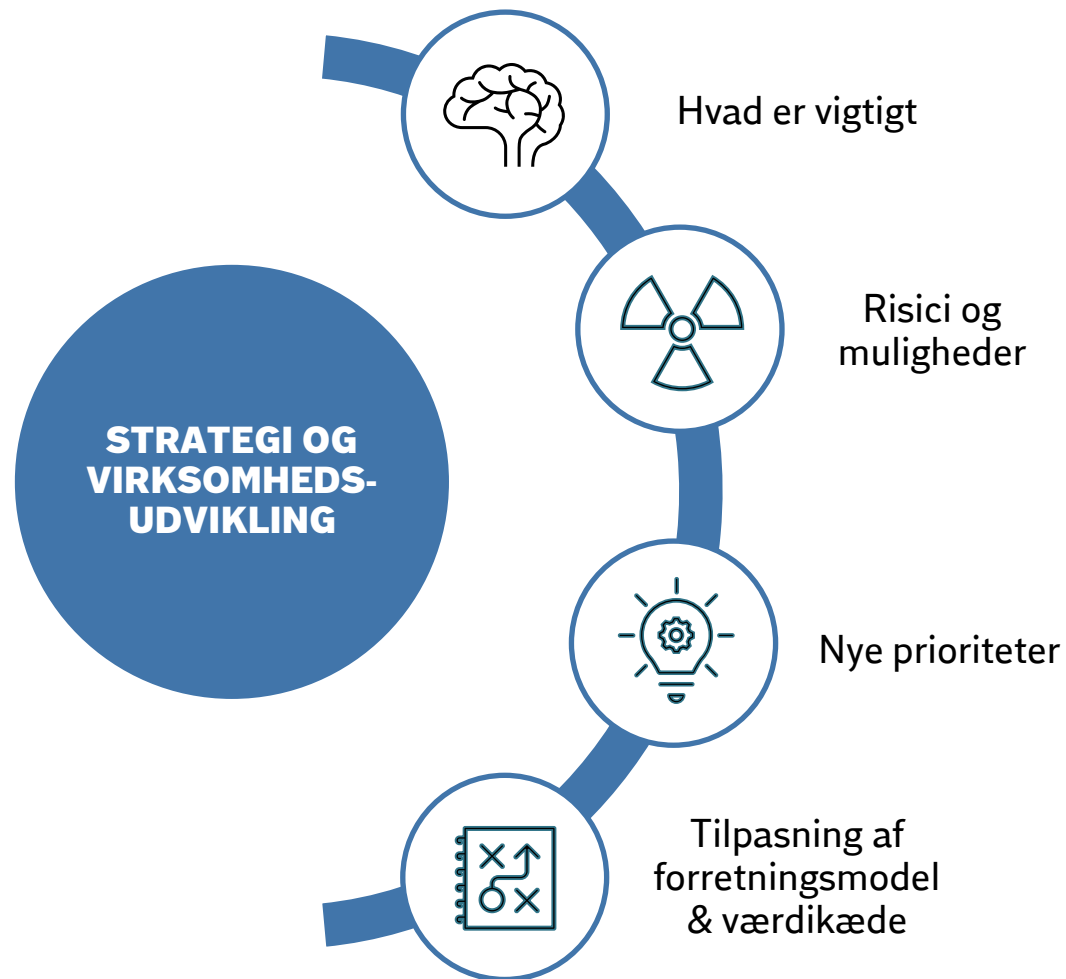 Hvad er vigtigt
Risici og
muligheder
STRATEGI OG
VIRKSOMHEDS-
UDVIKLING
Nye prioriteter
Tilpasning af
forretningsmodel
& værdikæde